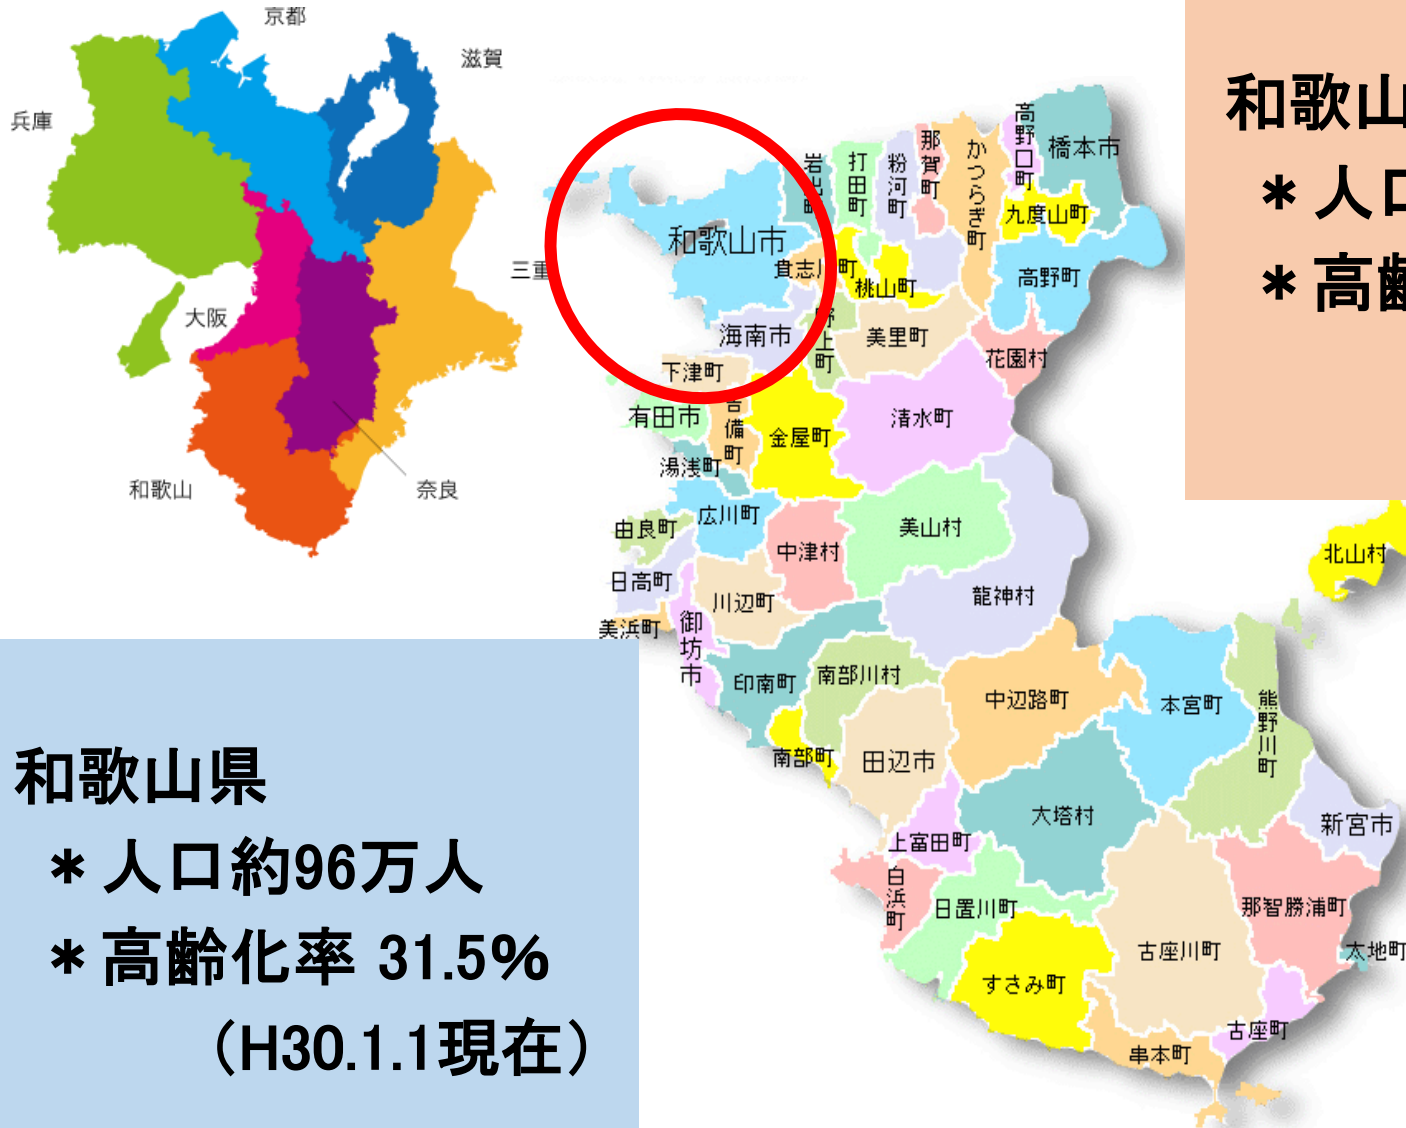 京都
滋賀
兵庫
三重
大阪
和歌山
奈良
和歌山
＊人口
＊高
高野口町
橋本市
かつらぎ町
那賀町
粉河町
打田町
岩出町
九度山町
和歌山市
貴志川町
桃山町
高野町
海南市
野上町
美里町
花園村
下津町
有田市
吉備町
金屋町
清水町
湯浅町
広川町
由良町
中津村
美山村
北山村
日高町
川辺町
龍神村
美浜町
御坊市
印南町
南部川村
中辺路町
本宮町
熊野川町
南部町
田辺市
大塔村
新宮市
上富田町
白浜町
日置川町
那智勝浦町
古座川町
太地町
すさみ町
古座町
串本町
和歌山県
＊人口約96万人
＊高齢化率 31.5%
（H30.1.1現在）